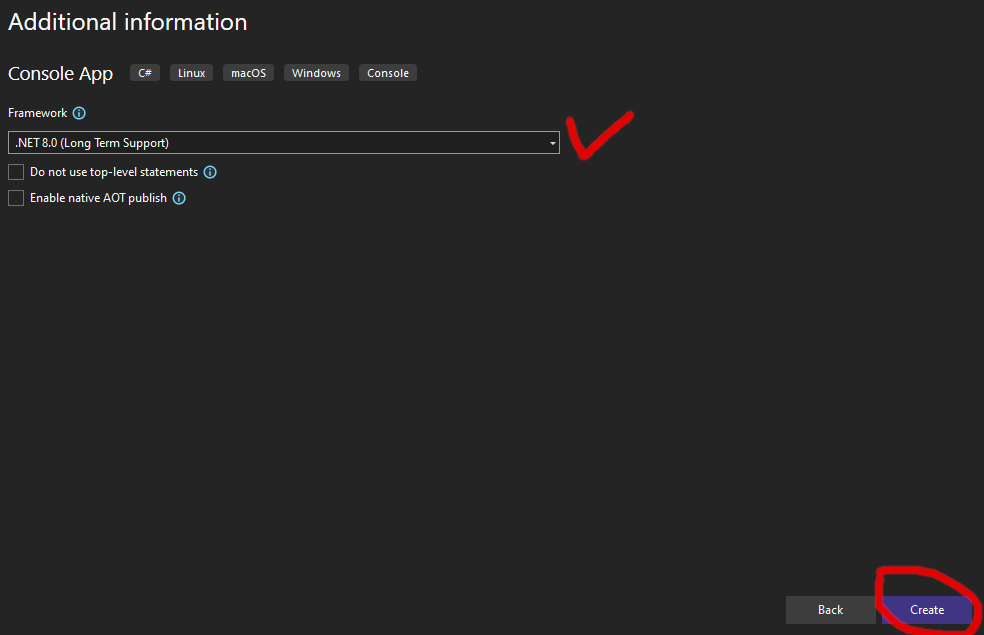 Additional information
Console App C# Linux macOS Windows Console
Framework
.NET 8.0 (Long Term Support)
Do not use top-level statements
Enable native AOT publish
Back Create